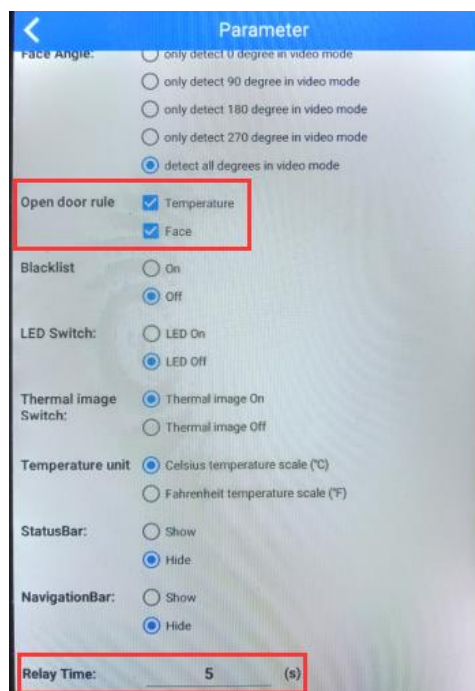 Parameter
Face Angle: only detect 0 degree in video mode
only detect 90 degree in video mode
only detect 180 degree in video mode
only detect 270 degree in video mode
detect all degrees in video mode
Open door rule Temperature
Face
Blacklist On
Off
LED Switch: LED On
LED Off
Thermal image Switch: Thermal image On
Thermal image Off
Temperature unit Celsius temperature scale (℃)
Fahrenheit temperature scale (℉)
StatusBar: Show
Hide
NavigationBar: Show
Hide
Relay Time: 5 (s)